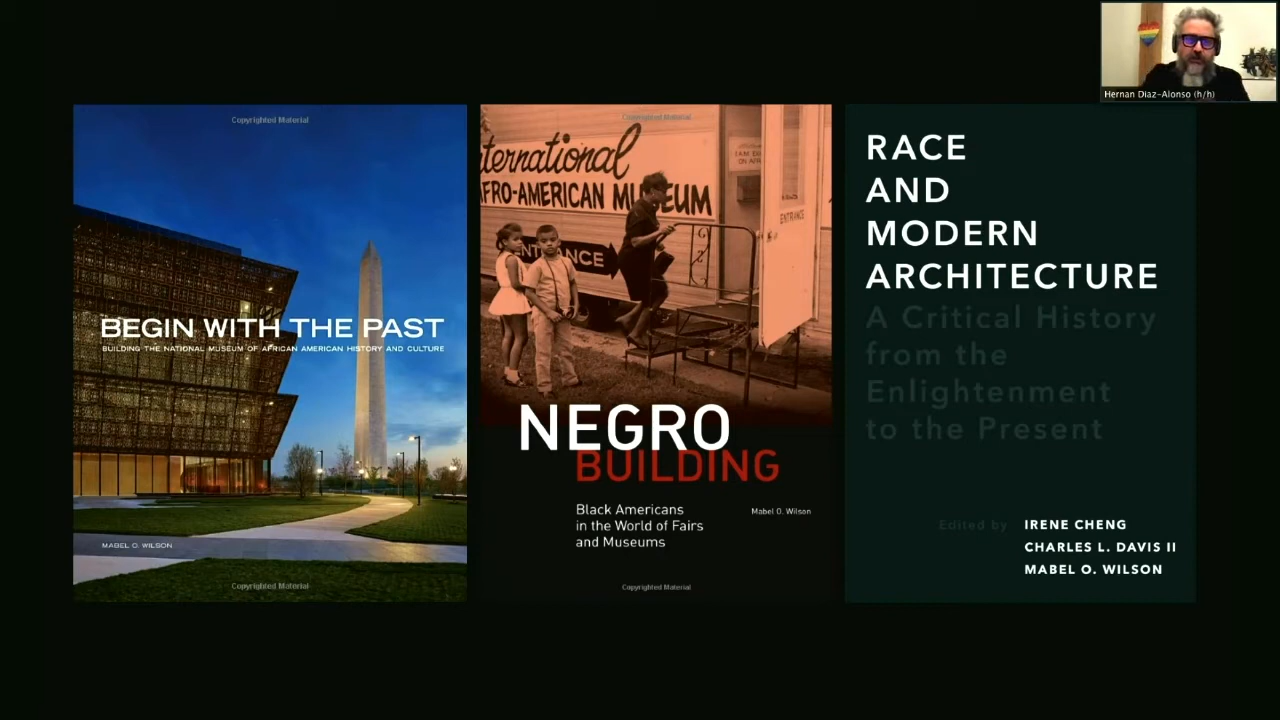 Hernan Diaz-Alonso (h/h)
Copyrighted Material
BEGIN WITH THE PAST
BUILDING THE NATIONAL MUSEUM OF AFRICAN AMERICAN HISTORY AND CULTURE
MABEL O. WILSON
Copyrighted Material
Copyrighted Material
ternational
AFRO-AMERICAN MUSEUM
ENTRANCE
ENTRANCE
NEGRO
BUILDING
Black Americans
in the World of Fairs
and Museums
Mabel O. Wilson
Copyrighted Material
RACE
AND
MODERN
ARCHITECTURE
A Critical History
from the
Enlightenment
to the Present
Edited by IRENE CHENG
CHARLES L. DAVIS II
MABEL O. WILSON